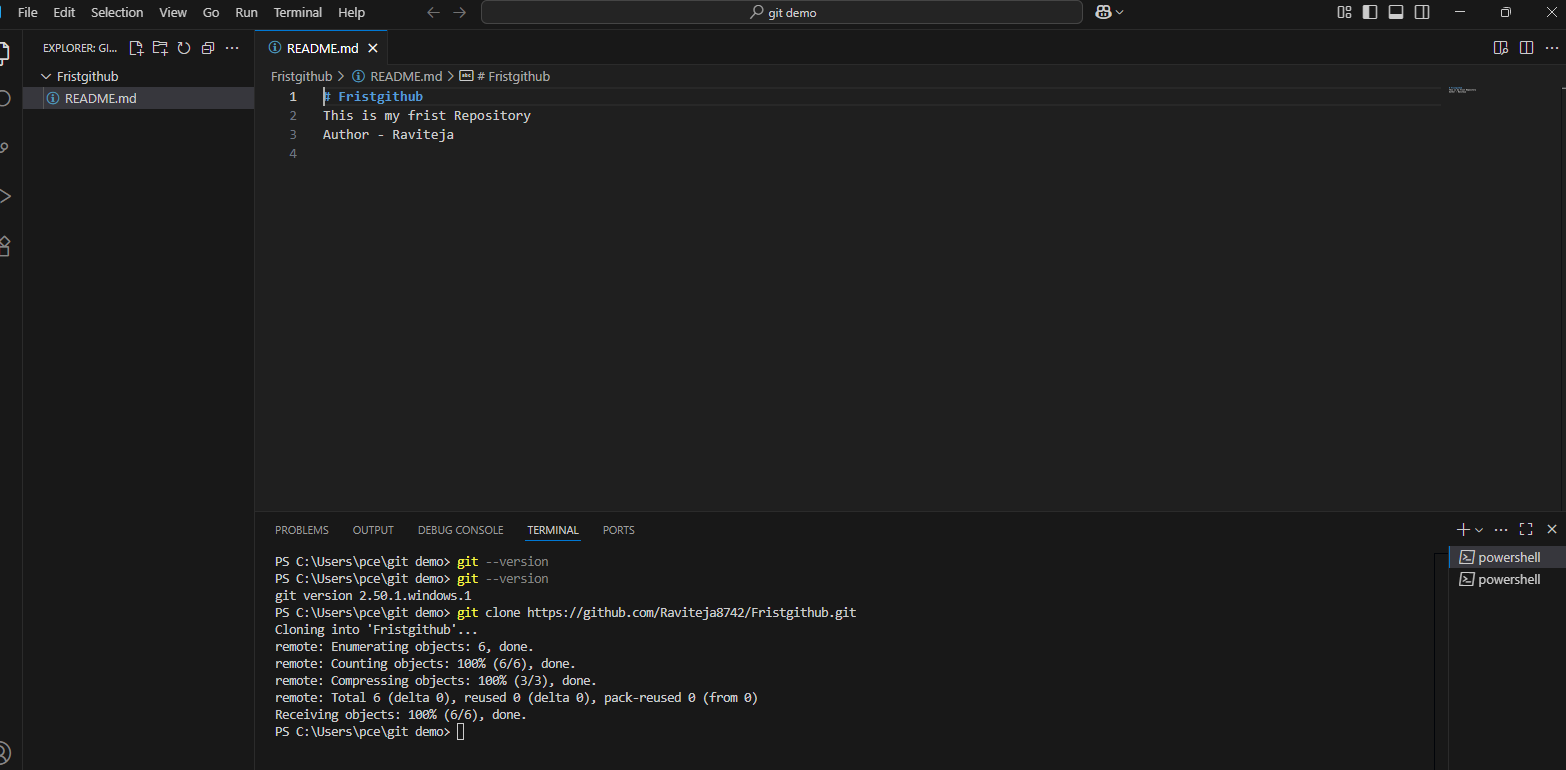 File Edit Selection View Go Run Terminal Help
git demo
EXPLORER: GI...
Fristgithub
README.md
README.md
Fristgithub > README.md > # Fristgithub
1 # Fristgithub
2 This is my frist Repository
3 Author - Raviteja
4
PROBLEMS OUTPUT DEBUG CONSOLE TERMINAL PORTS
PS C:\Users\pce\git demo> git --version
PS C:\Users\pce\git demo> git --version
git version 2.50.1.windows.1
PS C:\Users\pce\git demo> git clone https://github.com/Raviteja8742/Fristgithub.git
Cloning into 'Fristgithub'...
remote: Enumerating objects: 6, done.
remote: Counting objects: 100% (6/6), done.
remote: Compressing objects: 100% (3/3), done.
remote: Total 6 (delta 0), reused 0 (delta 0), pack-reused 0 (from 0)
Receiving objects: 100% (6/6), done.
PS C:\Users\pce\git demo>
powershell
powershell